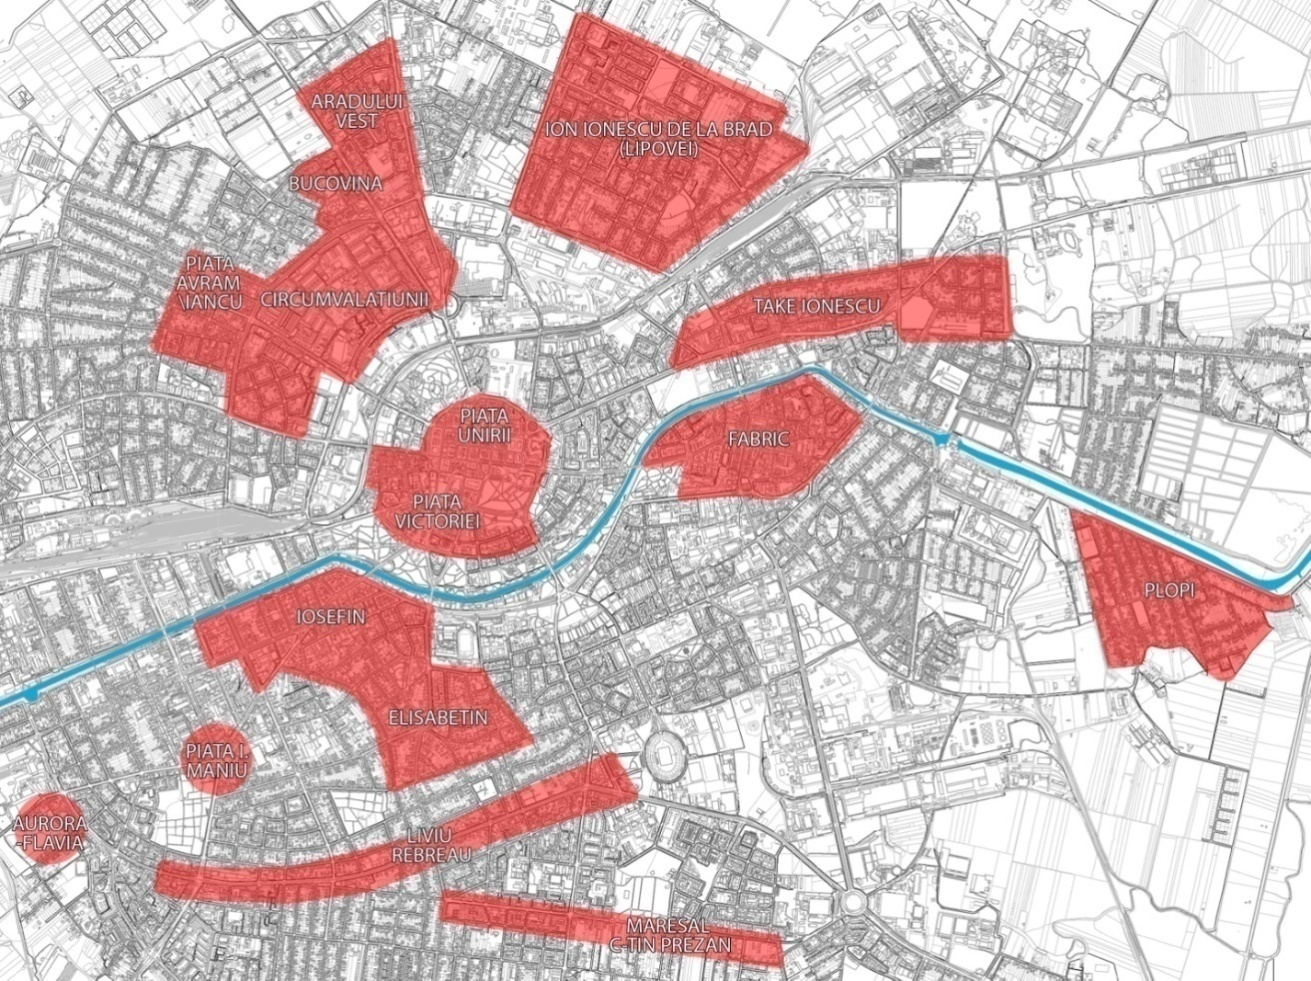 ARADULUI
VEST
ION IONESCU DE LA BRAD
(LIPOVEI)
BUCOVINA
PIATA
AVRAM
\IANCU
CIRCUMVALATIUNII
TAKE IONESCU
PIATA
UNIRII
FABRIC
PIATA
VICTORIEI
PLOPI
IOSEFIN
ELISABETIN
PIATA I.
MANIU
AURORA
-FLAVIA
LIVIU
REBREAU
MARESAL
C-TIN PREZAN